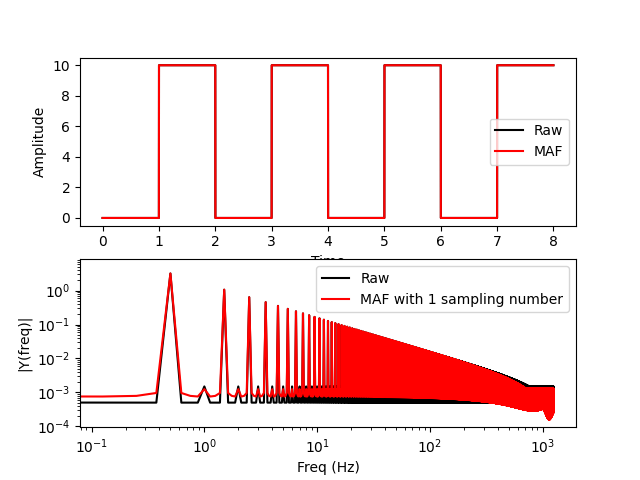 10
8
6
4
2
0
Amplitude
Raw
MAF
0 1 2 3 4 5 6 7 8
Time
10⁰
10⁻¹
10⁻²
10⁻³
10⁻⁴
|Y(freq)|
Raw
MAF with 1 sampling number
10⁻¹ 10⁰ 10¹ 10² 10³
Freq (Hz)